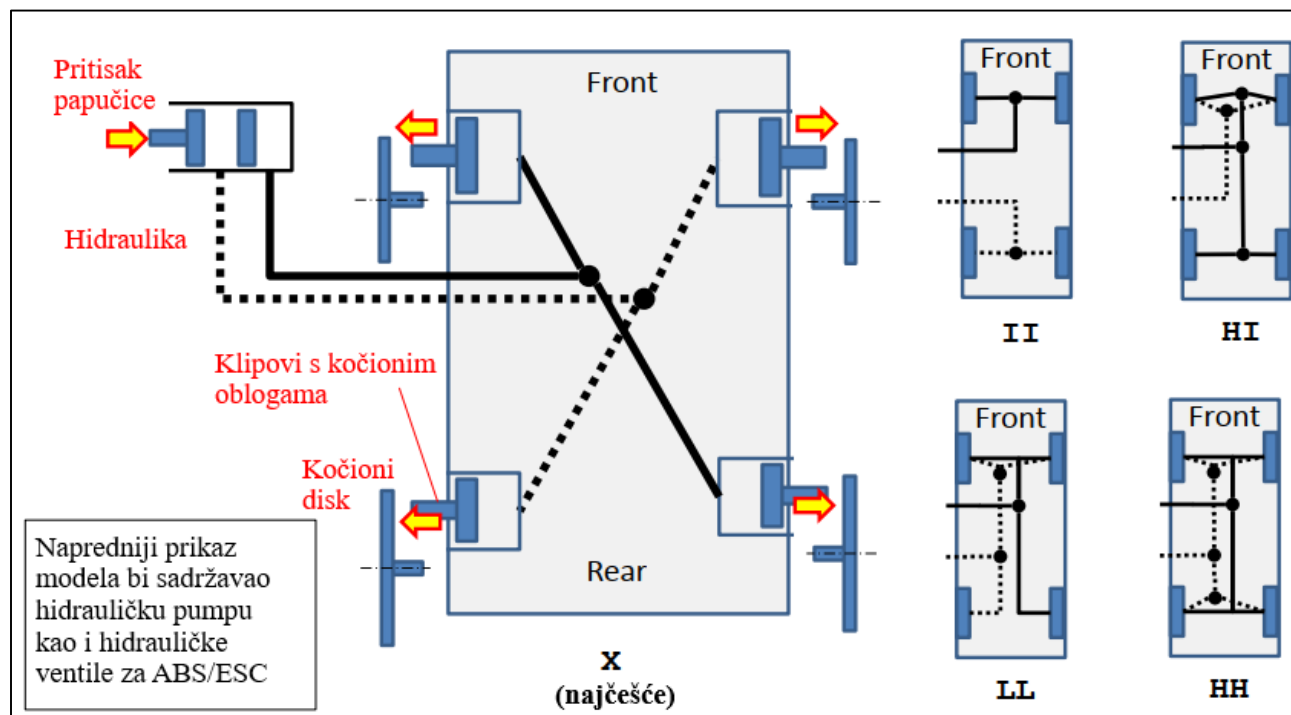 Pritisak
papučice
Front
Front
Front
Hidraulika
II
HI
Klipovi s kočionim
oblogama
Kočioni
disk
Front
Front
Napredniji prikaz
modela bi sadržavao
hidrauličku pumpu
kao i hidrauličke
ventile za ABS/ESC
Rear
X
(najčešće)
LL
HH